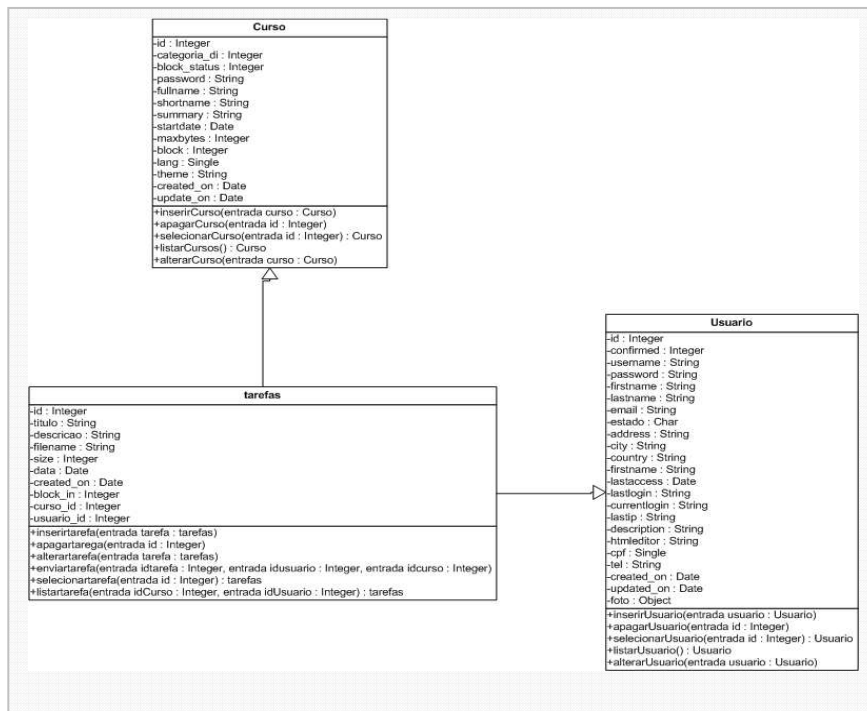 Curso
-id : Integer
-categoria_di : Integer
-block_status : Integer
-password : String
-fullname : String
-shortname : String
-summary : String
-startdate : Date
-maxbytes : Integer
-block : Integer
-lang : Single
-theme : String
-created_on : Date
-update_on : Date
+inserirCurso(entrada curso : Curso)
+apagarCurso(entrada id : Integer)
+selecionarCurso(entrada id : Integer) : Curso
+listarCursos() : Curso
+alterarCurso(entrada curso : Curso)
tarefas
-id : Integer
-titulo : String
-descricao : String
-filename : String
-size : Integer
-data : Date
-created_on : Date
-block_in : Integer
-curso_id : Integer
-usuario_id : Integer
+inserirtarefa(entrada tarefa : tarefas)
+apagartarega(entrada id : Integer)
+alterartarefa(entrada tarefa : tarefas)
+enviartarefa(entrada idtarefa : Integer, entrada idusuario : Integer, entrada idcurso : Integer)
+selecionartarefa(entrada id : Integer) : tarefas
+listartarefa(entrada idCurso : Integer, entrada idUsuario : Integer) : tarefas
Usuario
-id : Integer
-confirmed : Integer
-username : String
-password : String
-firstname : String
-lastname : String
-email : String
-estado : Char
-address : String
-city : String
-country : String
-firstname : String
-lastaccess : Date
-lastlogin : String
-currentlogin : String
-lastip : String
-description : String
-htmleditor : String
-cpf : Single
-tel : String
-created_on : Date
-updated_on : Date
-foto : Object
+inserirUsuario(entrada usuario : Usuario)
+apagarUsuario(entrada id : Integer)
+selecionarUsuario(entrada id : Integer) : Usuario
+listarUsuario() : Usuario
+alterarUsuario(entrada usuario : Usuario)